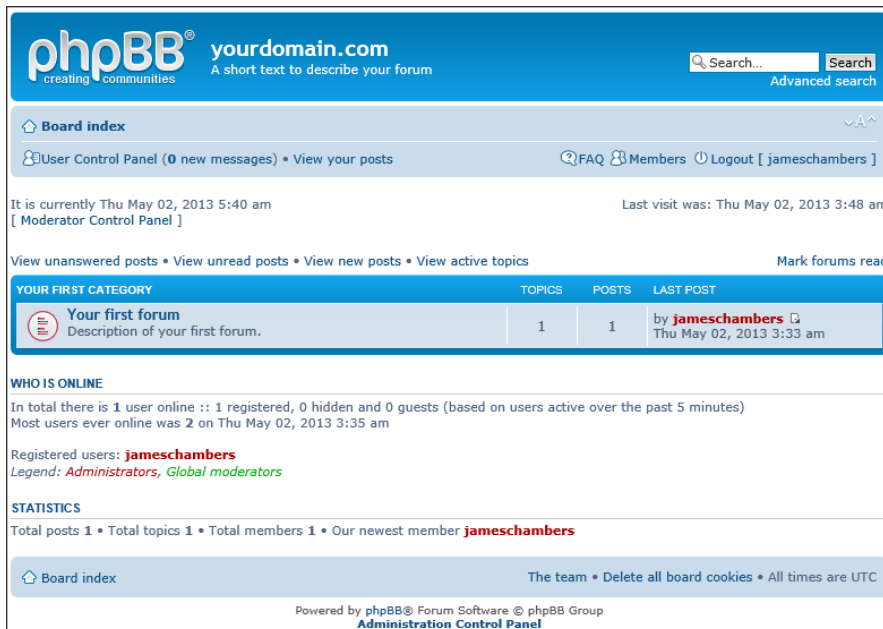 phpBB®
creating communities
yourdomain.com
A short text to describe your forum
Search... Search
Advanced search
Board index
A
User Control Panel (0 new messages) • View your posts
FAQ Members Logout [ jameschambers ]
It is currently Thu May 02, 2013 5:40 am
Last visit was: Thu May 02, 2013 3:48 am
[ Moderator Control Panel ]
View unanswered posts • View unread posts • View new posts • View active topics
Mark forums read
YOUR FIRST CATEGORY TOPICS POSTS LAST POST
Your first forum
Description of your first forum.
1
1
by jameschambers
Thu May 02, 2013 3:33 am
WHO IS ONLINE
In total there is 1 user online :: 1 registered, 0 hidden and 0 guests (based on users active over the past 5 minutes)
Most users ever online was 2 on Thu May 02, 2013 3:35 am
Registered users: jameschambers
Legend: Administrators, Global moderators
STATISTICS
Total posts 1 • Total topics 1 • Total members 1 • Our newest member jameschambers
Board index
The team • Delete all board cookies • All times are UTC
Powered by phpBB® Forum Software © phpBB Group
Administration Control Panel